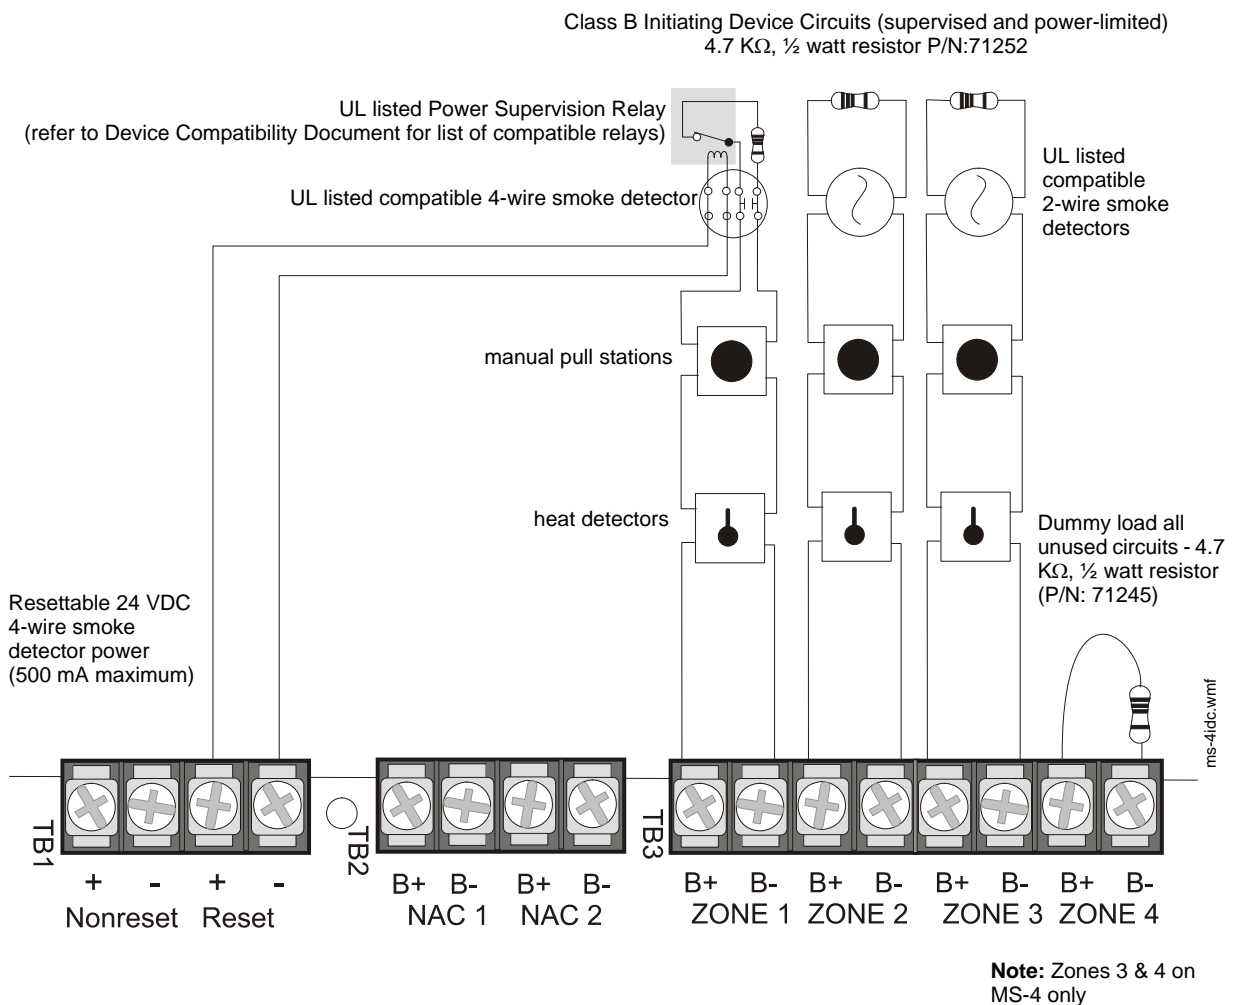 Class B Initiating Device Circuits (supervised and power-limited)
4.7 KΩ, ½ watt resistor P/N:71252
UL listed Power Supervision Relay
(refer to Device Compatibility Document for list of compatible relays)
UL listed compatible 4-wire smoke detector
UL listed
compatible
2-wire smoke
detectors
manual pull stations
heat detectors
Dummy load all
unused circuits - 4.7
KΩ, ½ watt resistor
(P/N: 71245)
Resettable 24 VDC
4-wire smoke
detector power
(500 mA maximum)
ms-4idc.wmf
TB1
TB2
TB3
+ - + -
Nonreset Reset
B+ B- B+ B-
NAC 1 NAC 2
B+ B- B+ B- B+ B- B+ B-
ZONE 1 ZONE 2 ZONE 3 ZONE 4
Note: Zones 3 & 4 on
MS-4 only